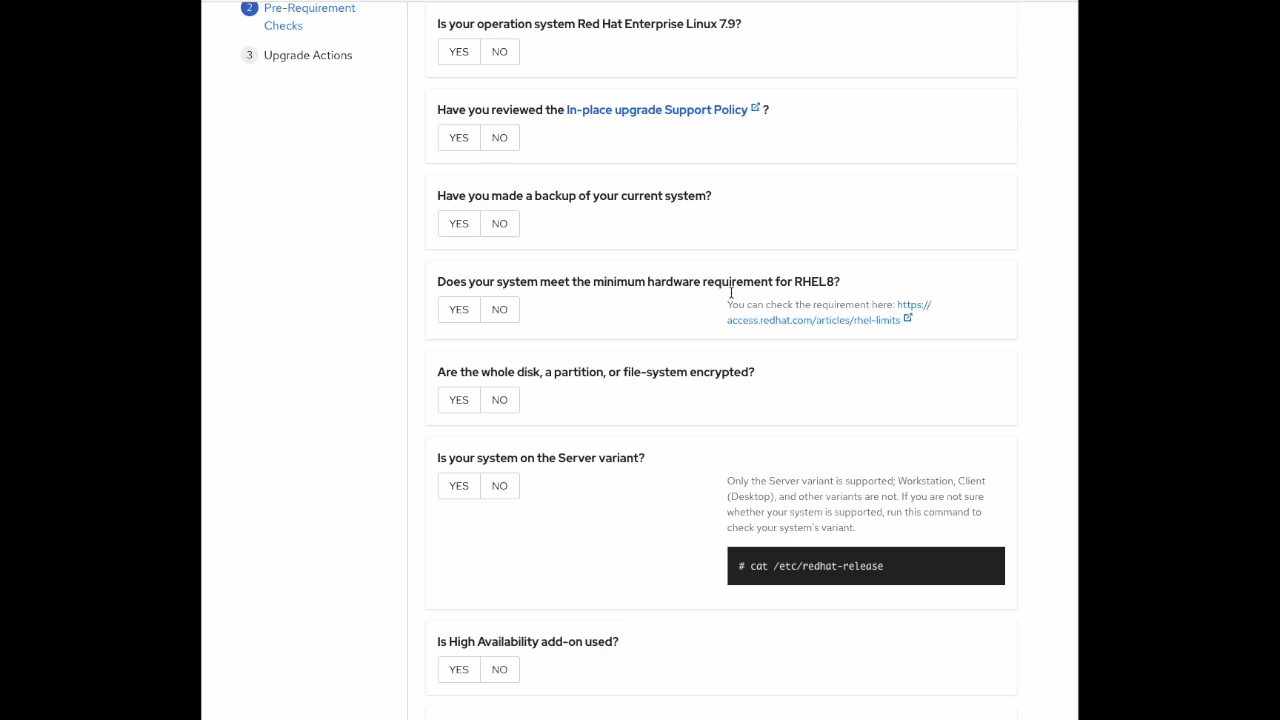 2 Pre-Requirement
Checks
3 Upgrade Actions
Is your operation system Red Hat Enterprise Linux 7.9?
YES NO
Have you reviewed the In-place upgrade Support Policy ?
YES NO
Have you made a backup of your current system?
YES NO
Does your system meet the minimum hardware requirement for RHEL8?
YES NO
You can check the requirement here: https://
access.redhat.com/articles/rhel-limits
Are the whole disk, a partition, or file-system encrypted?
YES NO
Is your system on the Server variant?
YES NO
Only the Server variant is supported; Workstation, Client
(Desktop), and other variants are not. If you are not sure
whether your system is supported, run this command to
check your system's variant.
# cat /etc/redhat-release
Is High Availability add-on used?
YES NO